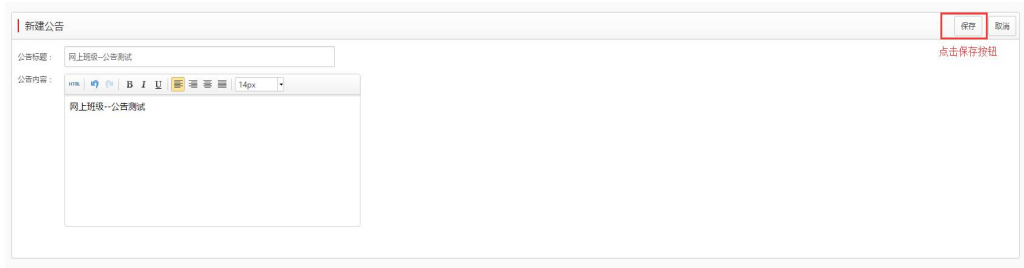 新建公告
保存
取消
点击保存按钮
公告标题：
网上班级--公告测试
公告内容：
HTML B I U 14px
网上班级--公告测试